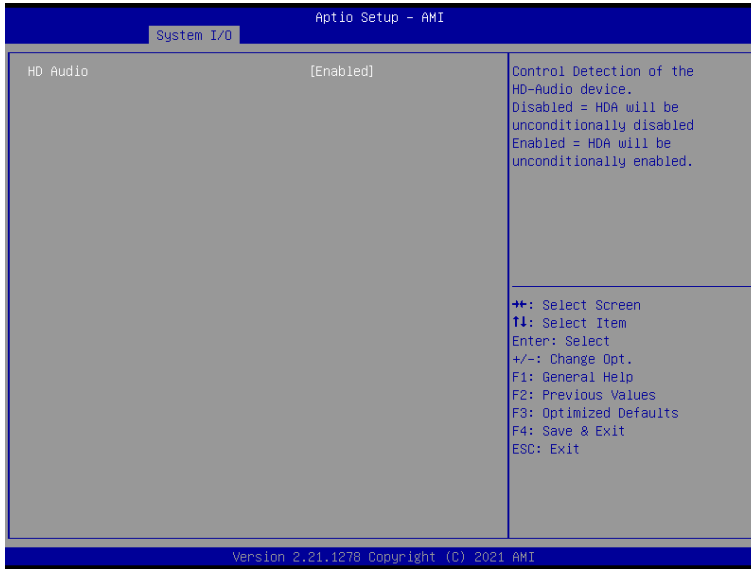 Aptio Setup – AMI
System I/O
HD Audio [Enabled]
Control Detection of the
HD-Audio device.
Disabled = HDA will be
unconditionally disabled
Enabled = HDA will be
unconditionally enabled.
→←: Select Screen
↑↓: Select Item
Enter: Select
+/-: Change Opt.
F1: General Help
F2: Previous Values
F3: Optimized Defaults
F4: Save & Exit
ESC: Exit
Version 2.21.1278 Copyright (C) 2021 AMI